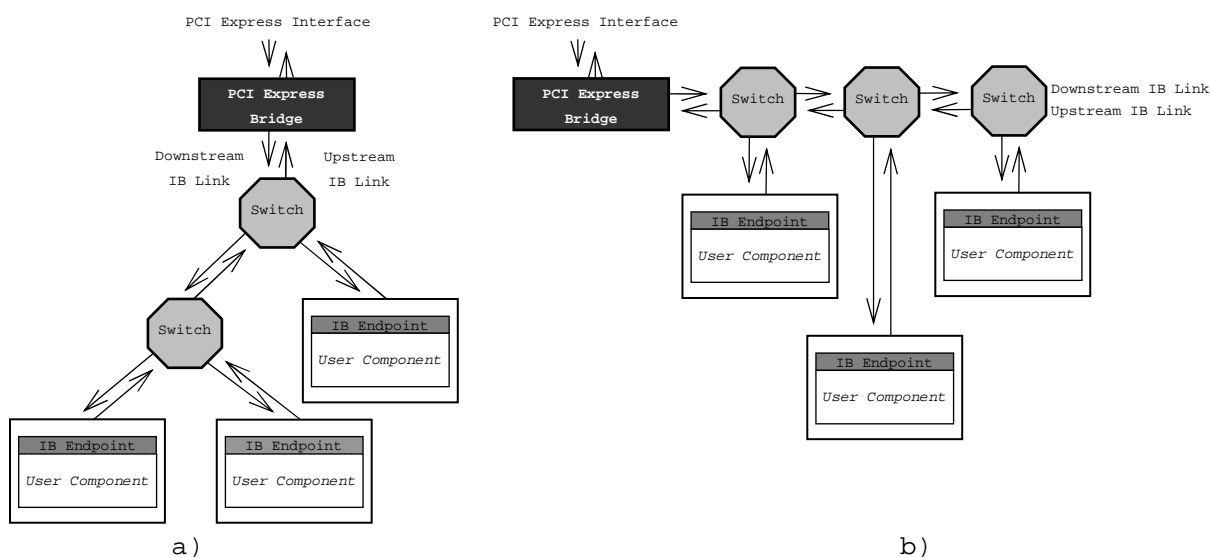 PCI Express Interface
PCI Express
Bridge
Downstream
IB Link
Upstream
IB Link
Switch
Switch
IB Endpoint
User Component
IB Endpoint
User Component
IB Endpoint
User Component
a)
PCI Express Interface
PCI Express
Bridge
Switch
Switch
Switch
Downstream IB Link
Upstream IB Link
IB Endpoint
User Component
IB Endpoint
User Component
IB Endpoint
User Component
b)